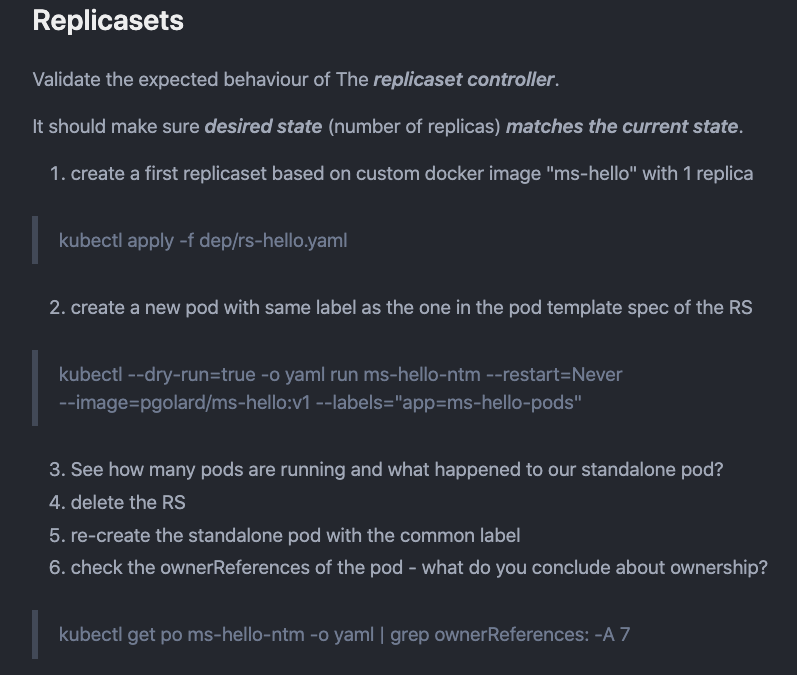 Replicasets
Validate the expected behaviour of The replicaset controller.
It should make sure desired state (number of replicas) matches the current state.
1. create a first replicaset based on custom docker image "ms-hello" with 1 replica
kubectl apply -f dep/rs-hello.yaml
2. create a new pod with same label as the one in the pod template spec of the RS
kubectl --dry-run=true -o yaml run ms-hello-ntm --restart=Never
--image=pgolard/ms-hello:v1 --labels="app=ms-hello-pods"
3. See how many pods are running and what happened to our standalone pod?
4. delete the RS
5. re-create the standalone pod with the common label
6. check the ownerReferences of the pod - what do you conclude about ownership?
kubectl get po ms-hello-ntm -o yaml | grep ownerReferences: -A 7